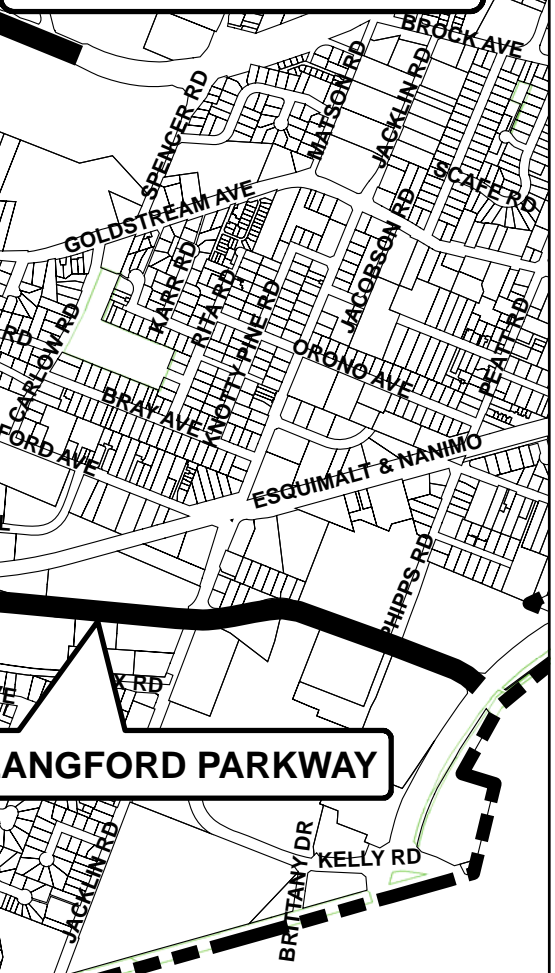 BROCK AVE
SPENCER RD
MATSON RD
JACKLIN RD
SCAFE RD
GOLDSTREAM AVE
JACOBSON RD
KARR RD
RITA RD
KNOTTY PINE RD
PEATT RD
RD
CARLOW RD
ORONO AVE
BRAY AVE
FORD AVE
ESQUIMALT & NANIMO
L
PHIPPS RD
X RD
E
ANGFORD PARKWAY
JACKLIN RD
BRITTANY DR
KELLY RD